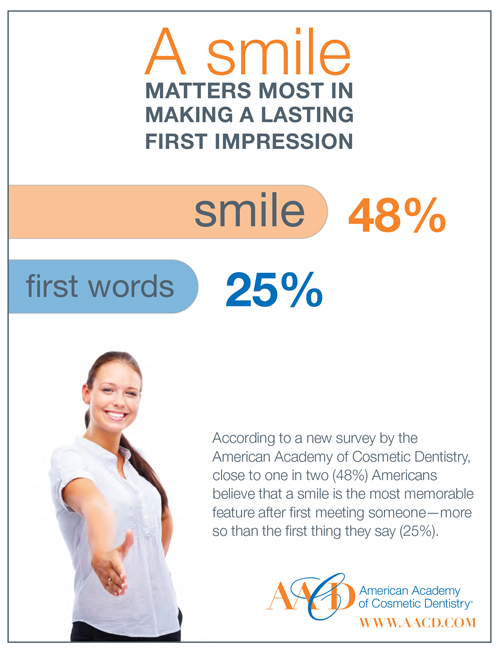 A smile
MATTERS MOST IN
MAKING A LASTING
FIRST IMPRESSION
smile 48%
first words 25%
According to a new survey by the
American Academy of Cosmetic Dentistry,
close to one in two (48%) Americans
believe that a smile is the most memorable
feature after first meeting someone—more
so than the first thing they say (25%).
AACD American Academy
of Cosmetic Dentistry®
WWW.AACD.COM